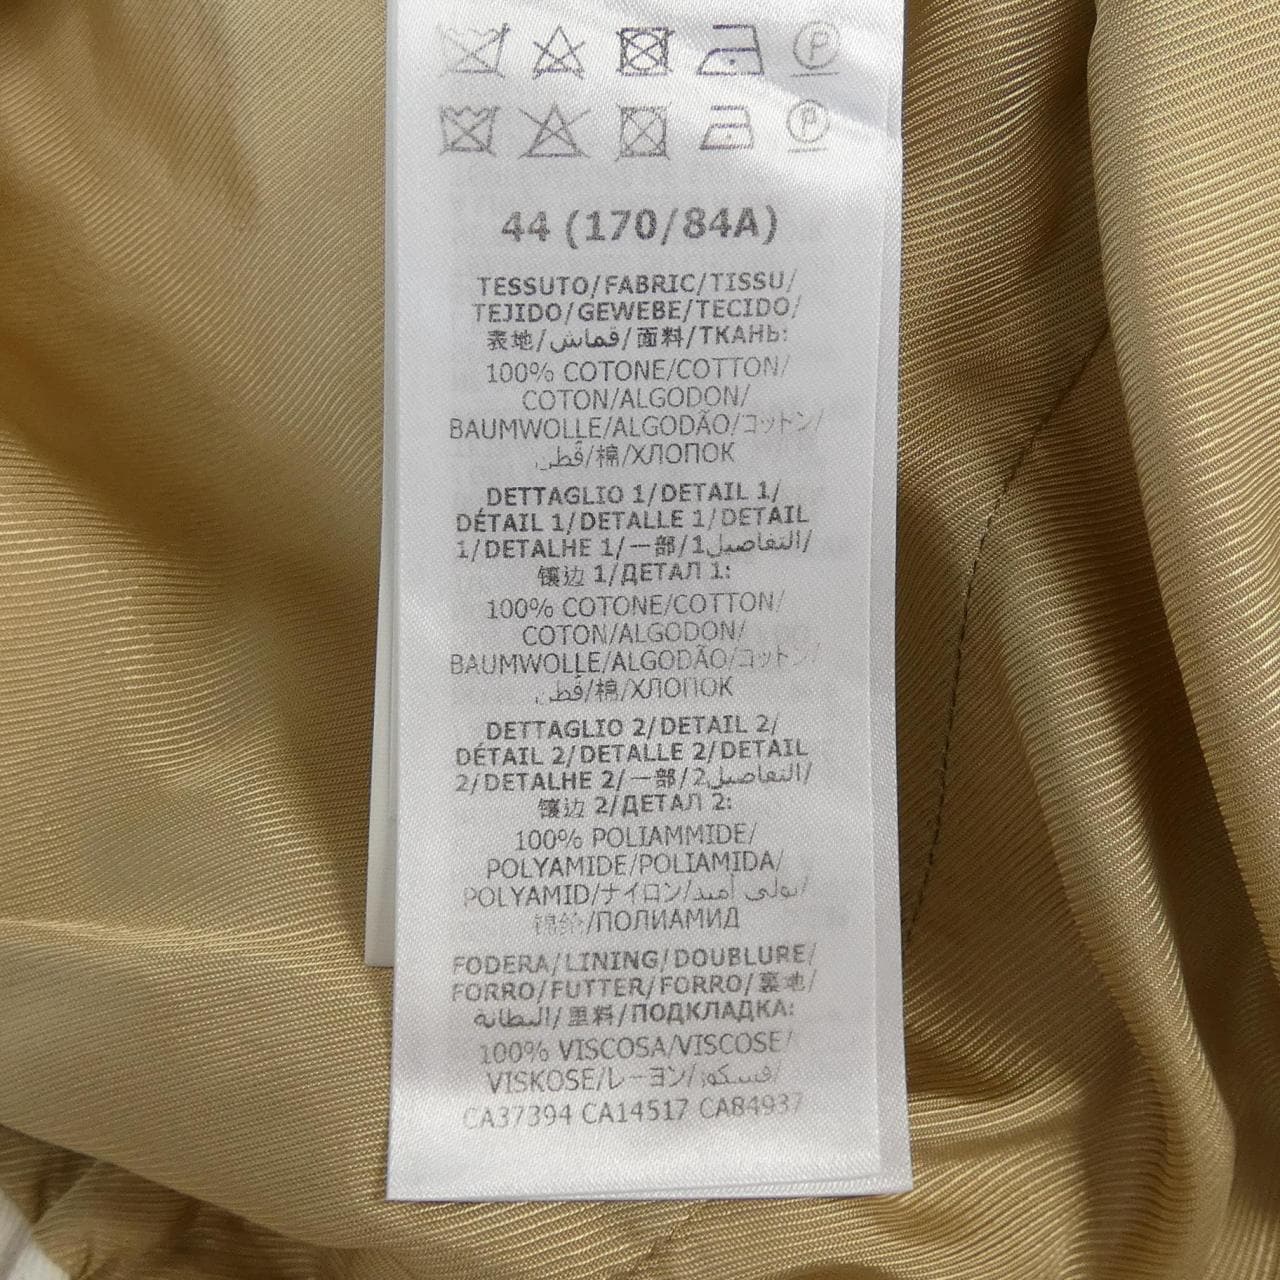 P
P
44 (170/84A)
TESSUTO/FABRIC/TISSU/
TEJIDO/GEWEBE/TECIDO/
表地/قماش/面料/ТКАНЬ:
100% COTONE/COTTON/
COTON/ALGODON/
BAUMWOLLE/ALGODÃO/コットン/
قطن/棉/ХЛОПОК
DETTAGLIO 1/DETAIL 1/
DÉTAIL 1/DETALLE 1/DETAIL
1/DETALHE 1/一部/التفاصيل1/
镶边 1/ДЕТАЛ 1:
100% COTONE/COTTON/
COTON/ALGODON/
BAUMWOLLE/ALGODÃO/コットン/
قطن/棉/ХЛОПОК
DETTAGLIO 2/DETAIL 2/
DÉTAIL 2/DETALLE 2/DETAIL
2/DETALHE 2/一部/التفاصيل2/
镶边 2/ДЕТАЛ 2:
100% POLIAMMIDE/
POLYAMIDE/POLIAMIDA/
POLYAMID/ナイロン/بولي أميد/
锦纶/ПОЛИАМИД
FODERA/LINING/DOUBLURE/
FORRO/FUTTER/FORRO/裏地/
البطانة/里料/ПОДКЛАДКА:
100% VISCOSA/VISCOSE/
VISKOSE/レーヨン/فسكوز/
CA37394 CA14517 CA84937